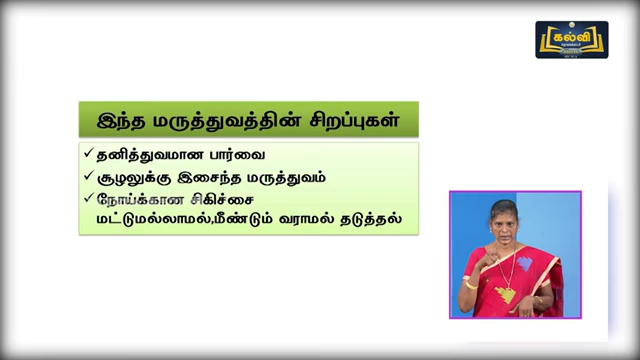 கல்வி
இந்த மருத்துவத்தின் சிறப்புகள்
தனித்துவமான பார்வை
சூழலுக்கு இசைந்த மருத்துவம்
நோய்க்கான சிகிச்சை
மட்டுமல்லாமல்,மீண்டும் வராமல் தடுத்தல்